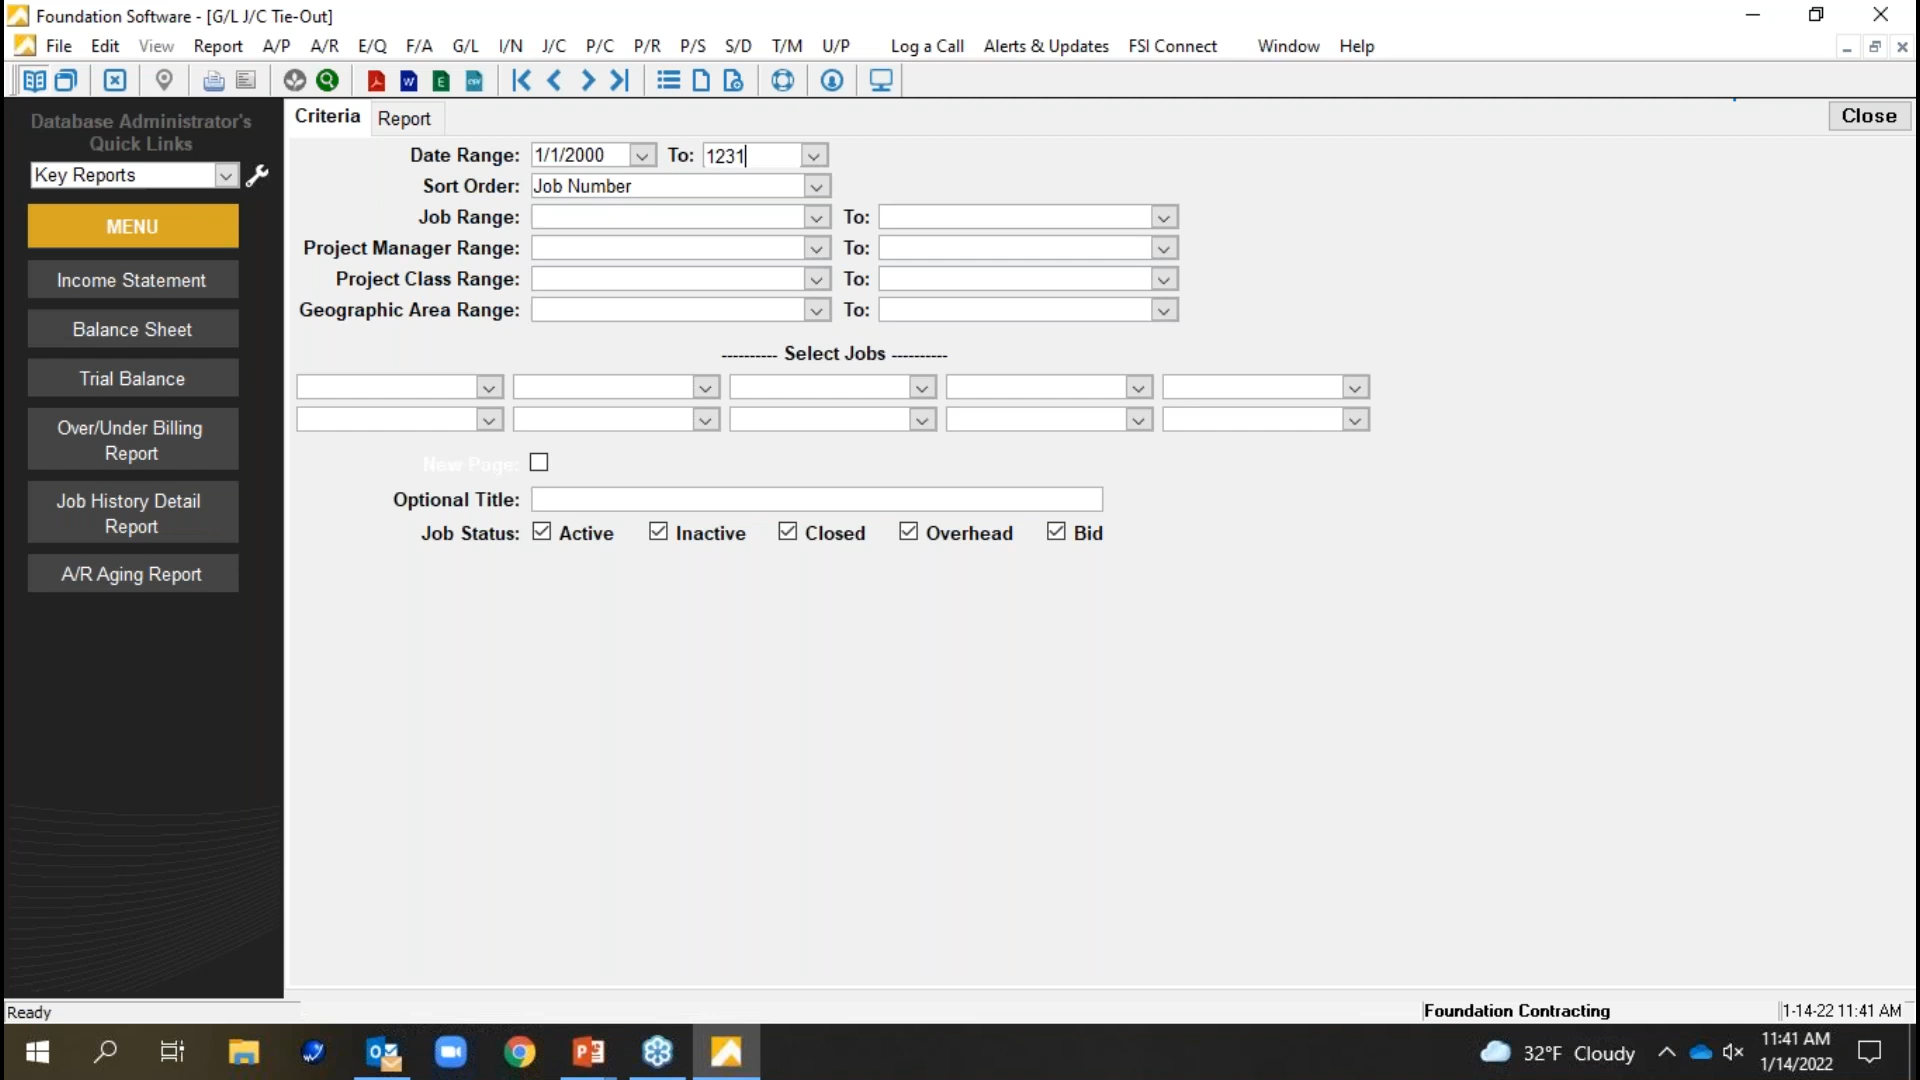 Foundation Software - [G/L J/C Tie-Out]
File Edit View Report A/P A/R E/Q F/A G/L I/N J/C P/C P/R P/S S/D T/M U/P Log a Call Alerts & Updates FSI Connect Window Help
Database Administrator's
Quick Links
Key Reports
MENU
Income Statement
Balance Sheet
Trial Balance
Over/Under Billing
Report
Job History Detail
Report
A/R Aging Report
Criteria Report Close
Date Range: 1/1/2000 To: 1231
Sort Order: Job Number
Job Range: To:
Project Manager Range: To:
Project Class Range: To:
Geographic Area Range: To:
---------- Select Jobs ----------
New Page:
Optional Title:
Job Status: Active Inactive Closed Overhead Bid
Ready Foundation Contracting 1-14-22 11:41 AM
32°F Cloudy
11:41 AM
1/14/2022